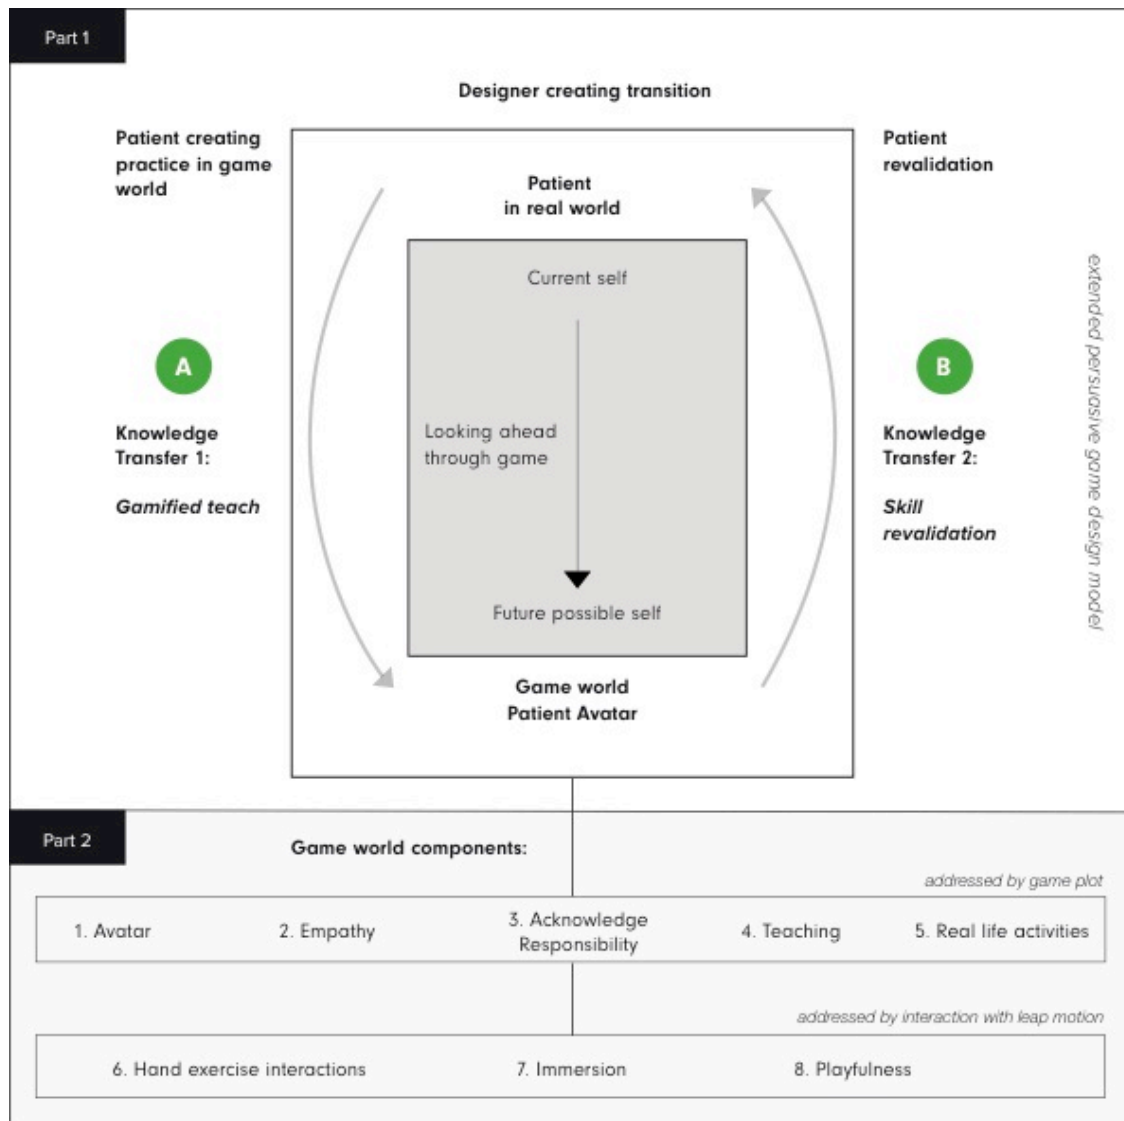 Part 1
Designer creating transition
Patient creating
practice in game
world
Patient
in real world
Patient
revalidation
Current self
A
B
Looking ahead
through game
Knowledge
Transfer 1:
Gamified teach
Knowledge
Transfer 2:
Skill
revalidation
extended persuasive game design model
Future possible self
Game world
Patient Avatar
Part 2
Game world components:
addressed by game plot
1. Avatar
2. Empathy
3. Acknowledge
Responsibility
4. Teaching
5. Real life activities
addressed by interaction with leap motion
6. Hand exercise interactions
7. Immersion
8. Playfulness